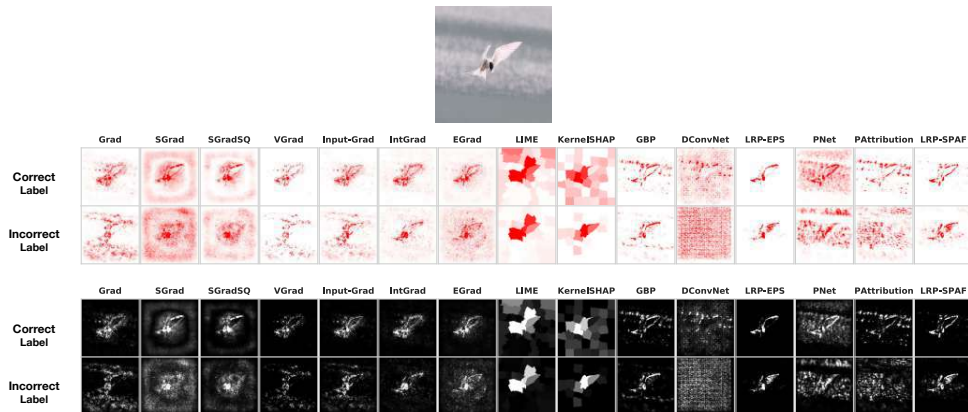 Grad SGrad SGradSQ VGrad Input-Grad IntGrad EGrad LIME KernelSHAP GBP DConvNet LRP-EPS PNet PAttribution LRP-SPAF
Correct
Label
Incorrect
Label
Grad SGrad SGradSQ VGrad Input-Grad IntGrad EGrad LIME KernelSHAP GBP DConvNet LRP-EPS PNet PAttribution LRP-SPAF
Correct
Label
Incorrect
Label